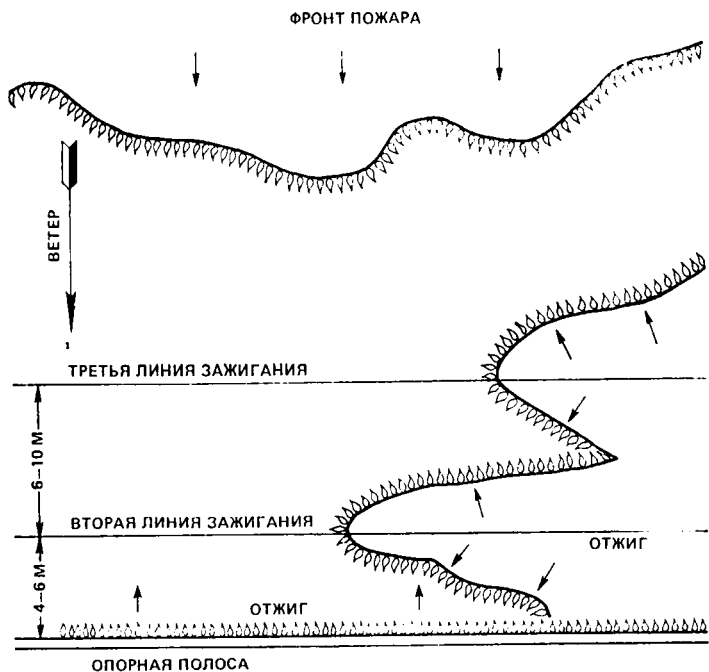 ФРОНТ ПОЖАРА
ВЕТЕР
ТРЕТЬЯ ЛИНИЯ ЗАЖИГАНИЯ
6–10 М
ВТОРАЯ ЛИНИЯ ЗАЖИГАНИЯ
ОТЖИГ
4–6 М
ОТЖИГ
ОПОРНАЯ ПОЛОСА